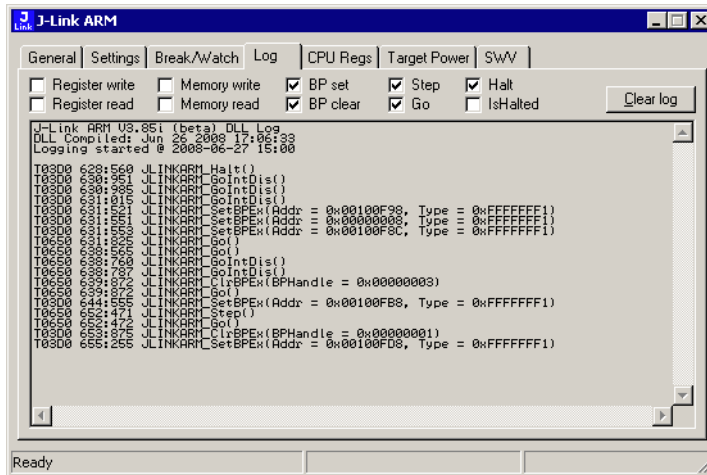 J-Link ARM
General Settings Break/Watch Log CPU Regs Target Power SWV
Register write Memory write BP set Step Halt
Register read Memory read BP clear Go IsHalted
Clear log
J-Link ARM V3.85i (beta) DLL Log
DLL Compiled: Jun 26 2008 17:06:33
Logging started @ 2008-06-27 15:00
T03D0 628:560 JLINKARM_Halt()
T03D0 630:951 JLINKARM_GoIntDis()
T03D0 630:985 JLINKARM_GoIntDis()
T03D0 631:015 JLINKARM_GoIntDis()
T03D0 631:521 JLINKARM_SetBPEx(Addr = 0x00100F98, Type = 0xFFFFFFF1)
T03D0 631:551 JLINKARM_SetBPEx(Addr = 0x00000008, Type = 0xFFFFFFF1)
T03D0 631:553 JLINKARM_SetBPEx(Addr = 0x00100F8C, Type = 0xFFFFFFF1)
T0650 631:825 JLINKARM_Go()
T0650 638:565 JLINKARM_Go()
T0650 638:760 JLINKARM_GoIntDis()
T0650 638:787 JLINKARM_GoIntDis()
T0650 639:872 JLINKARM_ClrBPEx(BPHandle = 0x00000003)
T0650 639:872 JLINKARM_Go()
T03D0 644:555 JLINKARM_SetBPEx(Addr = 0x00100FB8, Type = 0xFFFFFFF1)
T0650 652:471 JLINKARM_Step()
T0650 652:472 JLINKARM_Go()
T03D0 653:875 JLINKARM_ClrBPEx(BPHandle = 0x00000001)
T03D0 655:255 JLINKARM_SetBPEx(Addr = 0x00100FD8, Type = 0xFFFFFFF1)
Ready